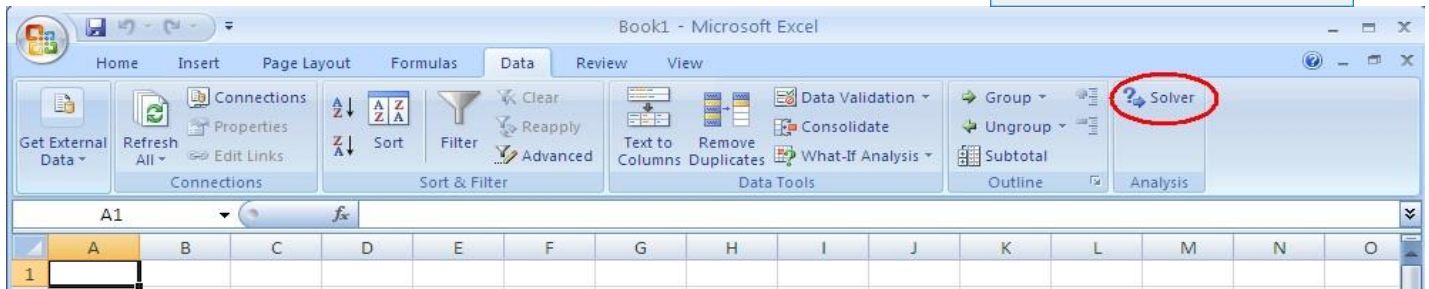 Book1 - Microsoft Excel
Home Insert Page Layout Formulas Data Review View
Get External Data
Refresh All
Connections
Properties
Edit Links
Connections
A Z
Z A
A Z Z A
Sort
Filter
Clear
Reapply
Advanced
Sort & Filter
Text to Columns
Remove Duplicates
Data Validation
Consolidate
What-If Analysis
Data Tools
Group
Ungroup
Subtotal
Outline
Solver
Analysis
A1 fx
A B C D E F G H I J K L M N O
1